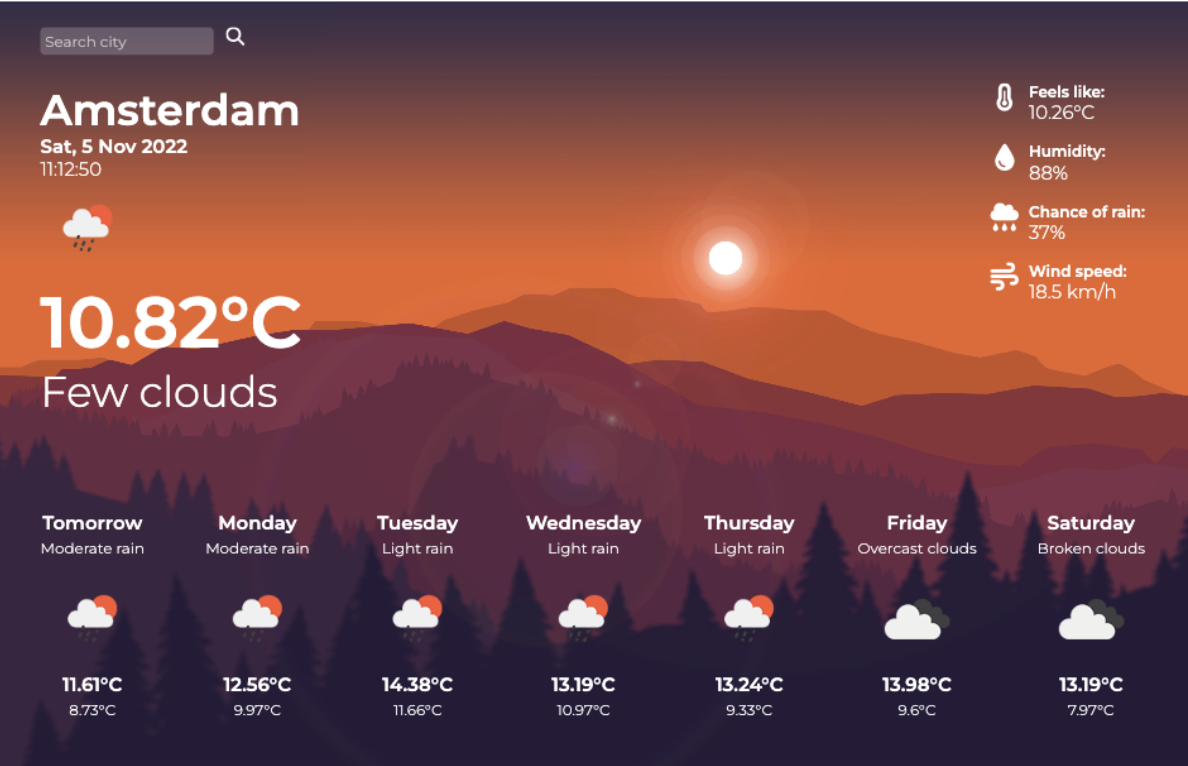 Search city
Amsterdam
Sat, 5 Nov 2022
11:12:50
10.82°C
Few clouds
Feels like:
10.26°C
Humidity:
88%
Chance of rain:
37%
Wind speed:
18.5 km/h
Tomorrow
Moderate rain
11.61°C
8.73°C
Monday
Moderate rain
12.56°C
9.97°C
Tuesday
Light rain
14.38°C
11.66°C
Wednesday
Light rain
13.19°C
10.97°C
Thursday
Light rain
13.24°C
9.33°C
Friday
Overcast clouds
13.98°C
9.6°C
Saturday
Broken clouds
13.19°C
7.97°C